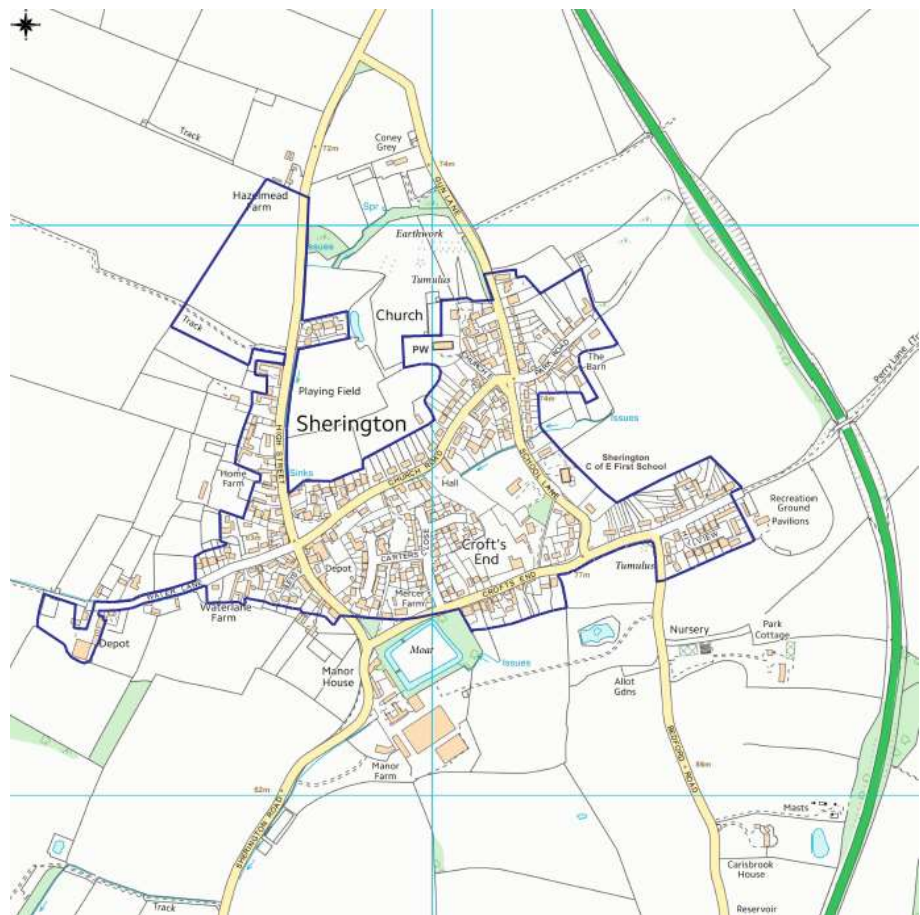 Track
72m
Coney
Grey
74m
GUN LANE
Hazelmead
Farm
Spr
Issues
Earthwork
Tumulus
Church
PW
Track
CHURCH
PARK ROAD
The
Barn
Perry Lane
Playing Field
Sherington
74m
Issues
HIGH STREET
Home
Farm
Sinks
CHURCH ROAD
Hall
SCHOOL LANE
Sherington
C of E First School
Recreation
Ground
Pavilions
Croft's
End
CARTERS CLOSE
Depot
Mercer's
Farm
CROFTS END
77m
Tumulus
WATER LANE
Waterlane
Farm
Depot
Moat
Issues
Manor
House
Nursery
Park
Cottage
Allot
Gdns
Manor
Farm
BEDFORD ROAD
62m
SHERINGTON ROAD
Masts
Carisbrook
House
Track
Reservoir